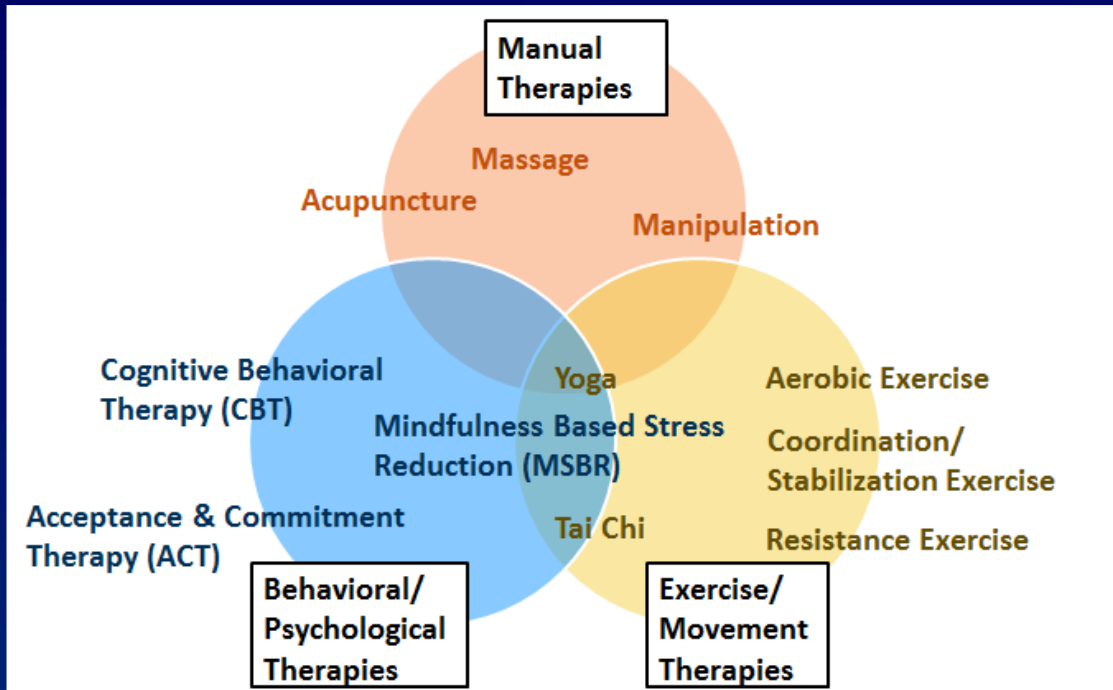 Manual
Therapies
Massage
Acupuncture
Manipulation
Cognitive Behavioral
Therapy (CBT)
Yoga
Aerobic Exercise
Mindfulness Based Stress
Reduction (MSBR)
Coordination/
Stabilization Exercise
Acceptance & Commitment
Therapy (ACT)
Tai Chi
Resistance Exercise
Behavioral/
Psychological
Therapies
Exercise/
Movement
Therapies